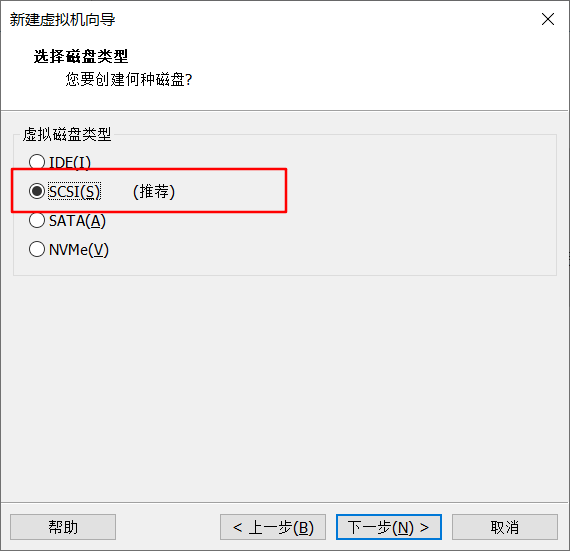 新建虚拟机向导
选择磁盘类型
您要创建何种磁盘?
虚拟磁盘类型
IDE(I)
SCSI(S) (推荐)
SATA(A)
NVMe(V)
帮助 < 上一步(B) 下一步(N) > 取消